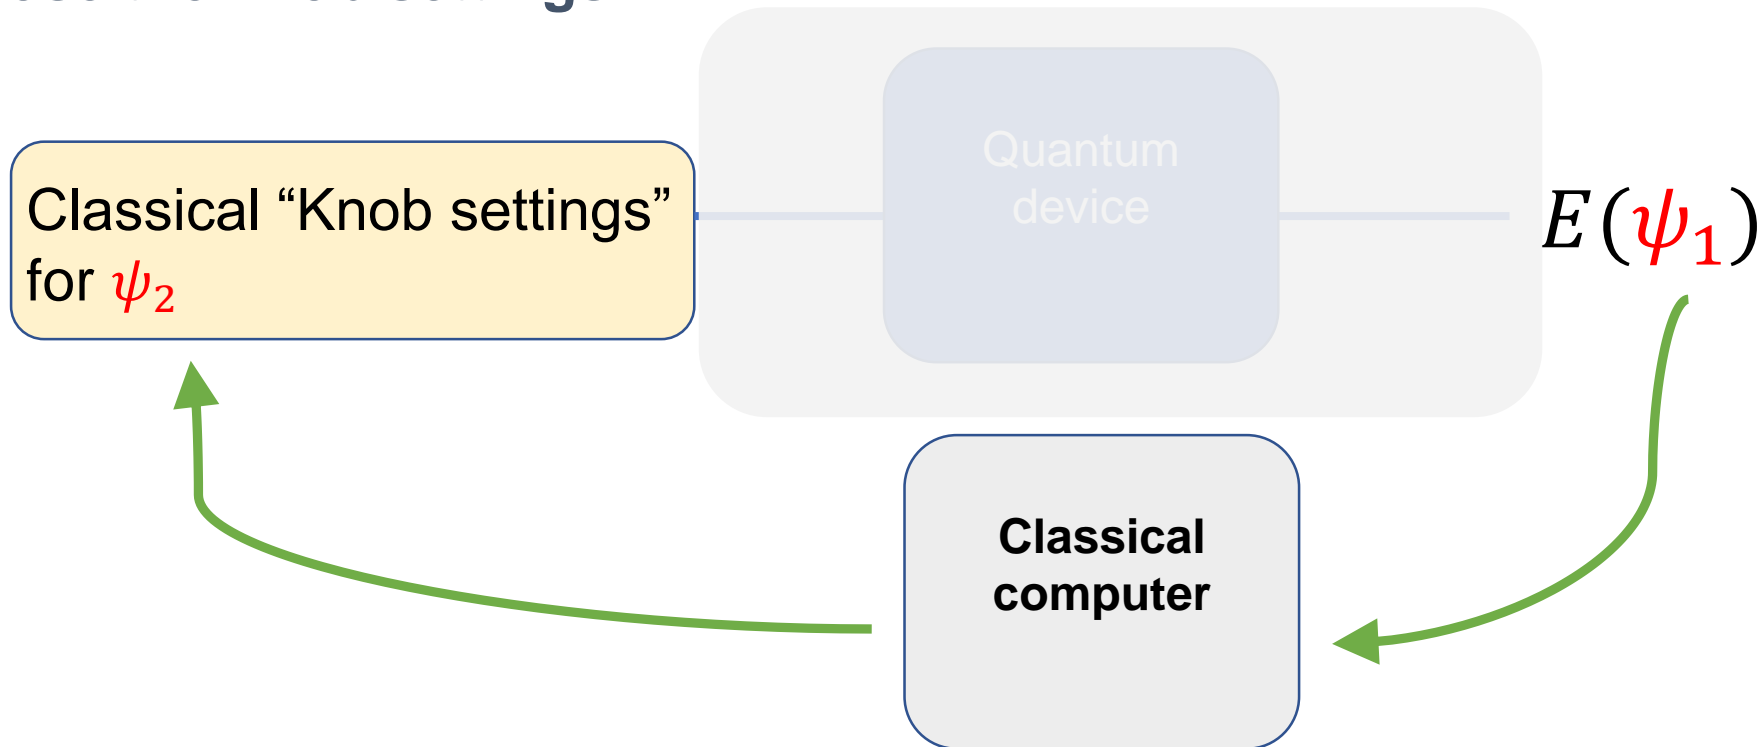 Quantum
device
Classical “Knob settings”
for ψ₂
E(ψ₁)
Classical
computer